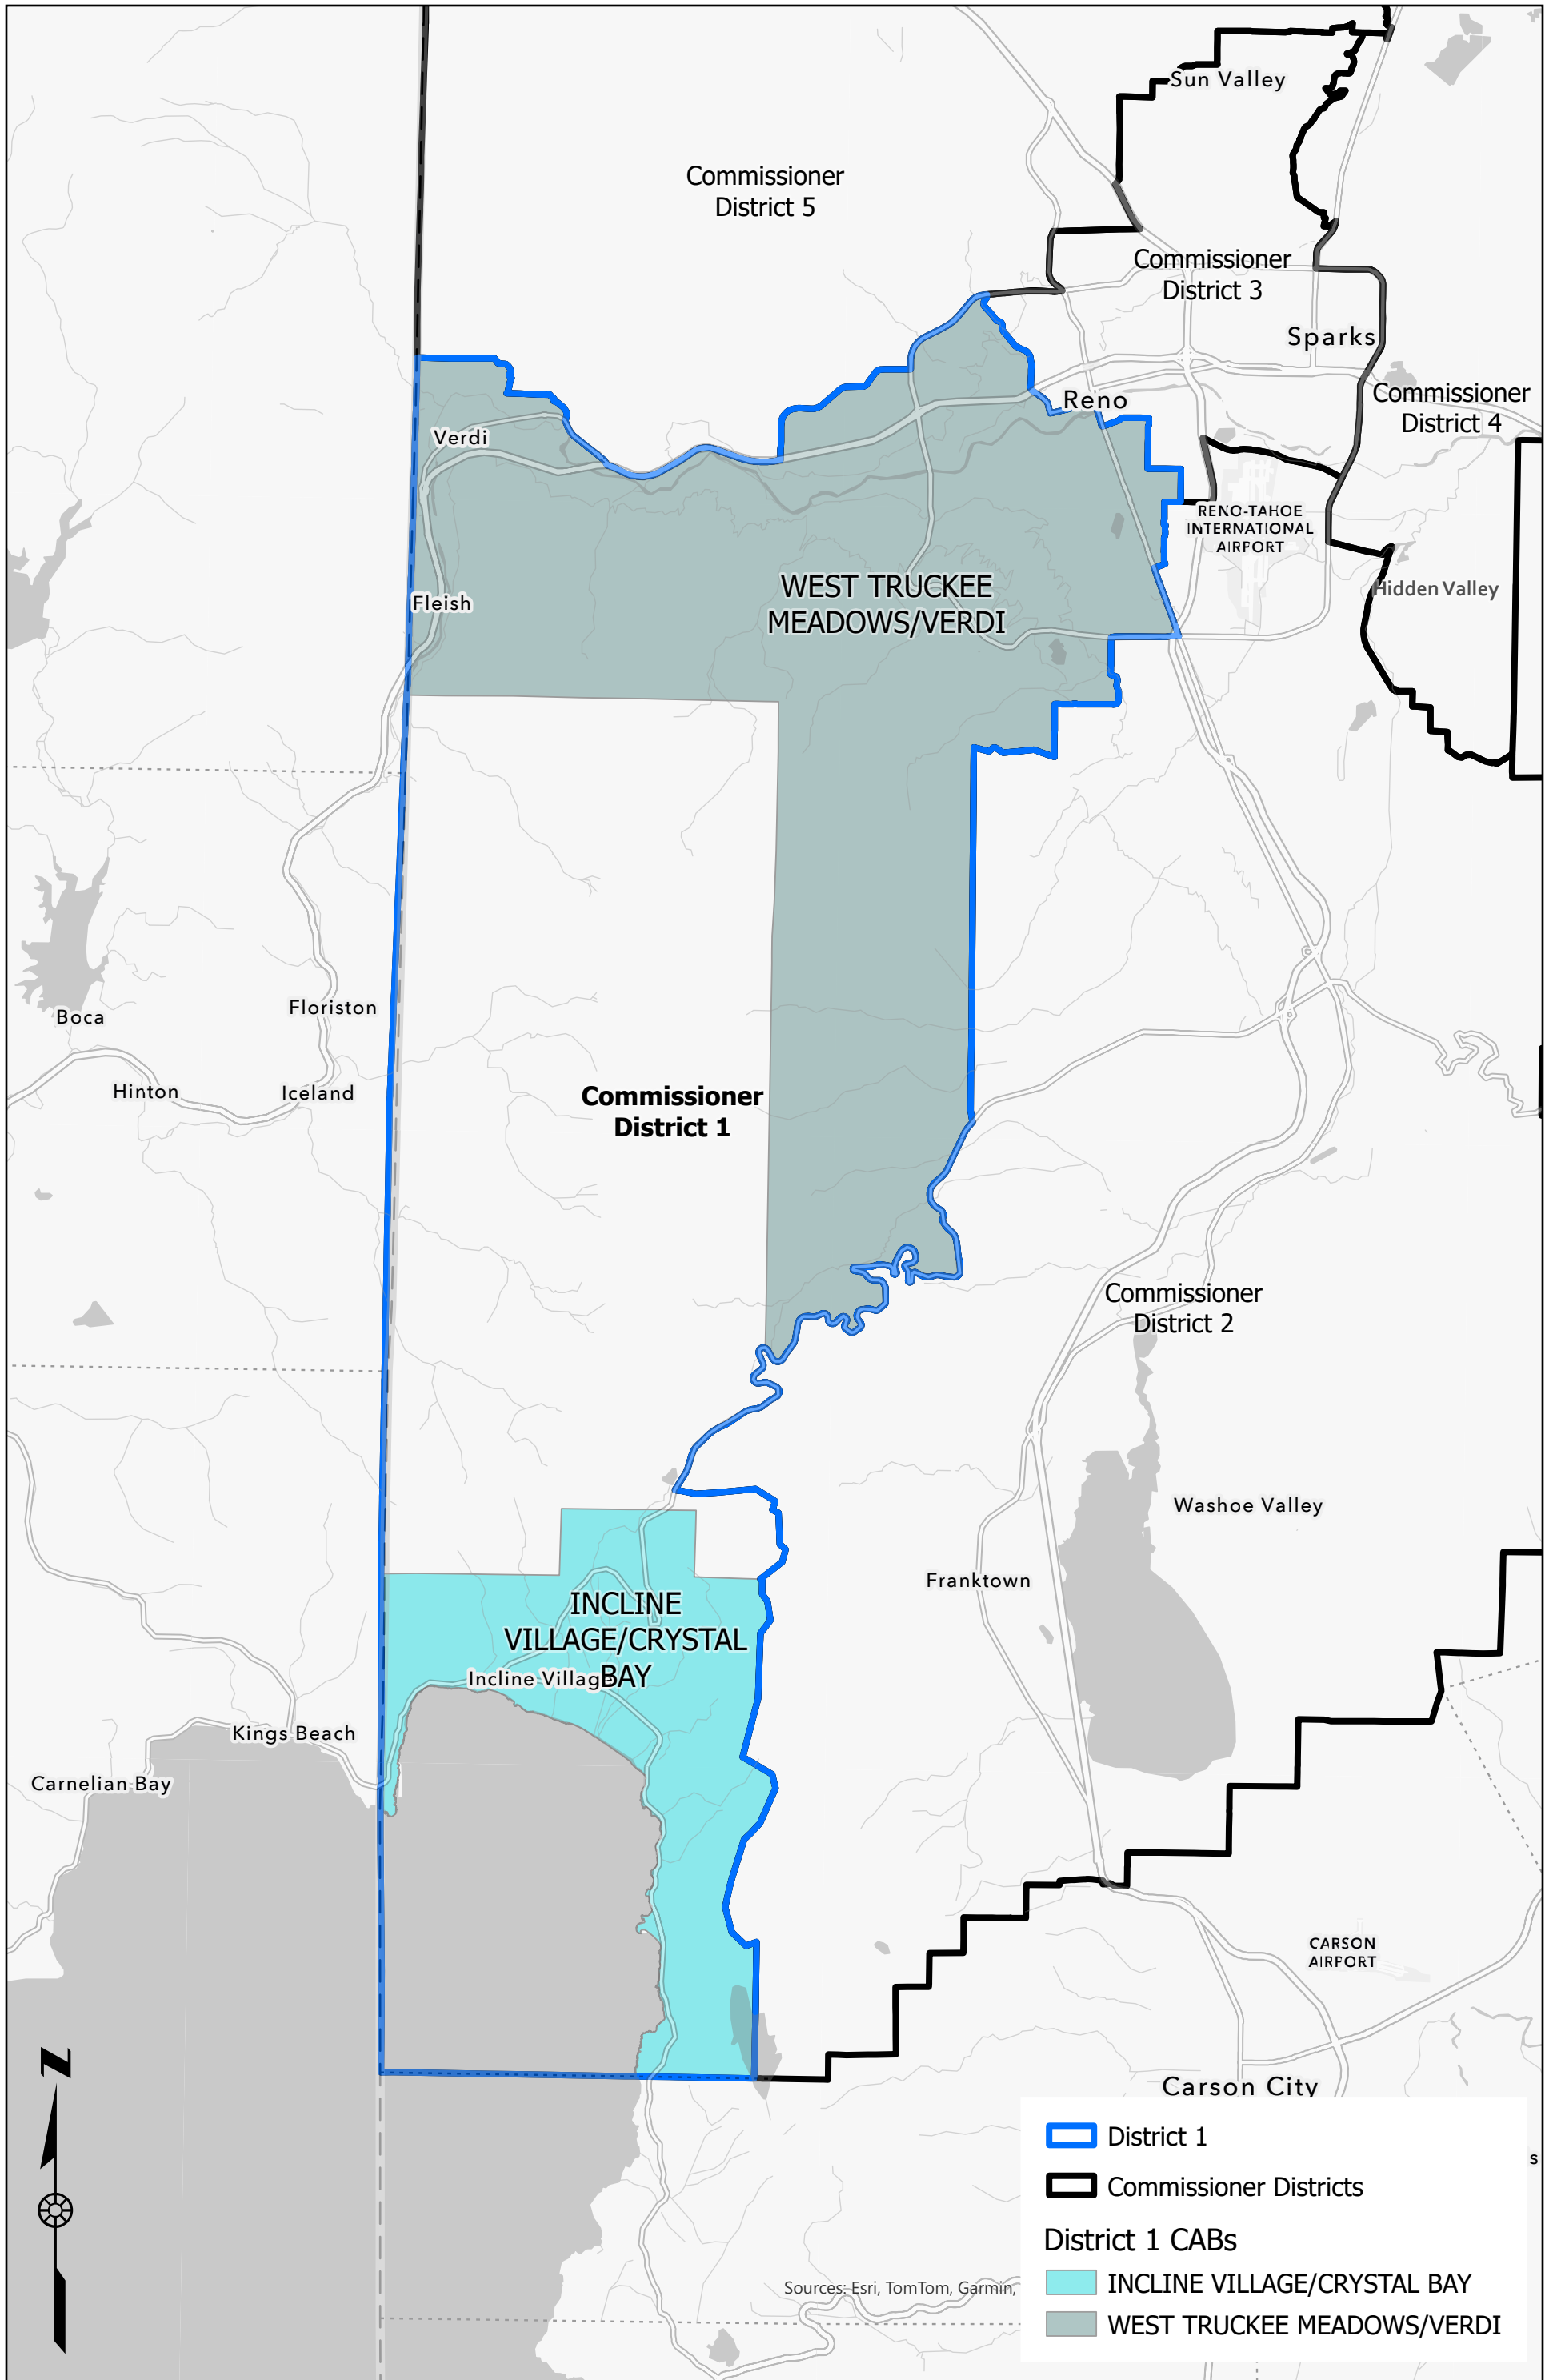 Sun Valley
Commissioner
District 5
Commissioner
District 3
Sparks
Commissioner
District 4
Reno
Verdi
RENO-TAHOE
INTERNATIONAL
AIRPORT
WEST TRUCKEE
MEADOWS/VERDI
Hidden Valley
Fleish
Floriston
Boca
Hinton
Iceland
Commissioner
District 1
Commissioner
District 2
Washoe Valley
Franktown
INCLINE
VILLAGE/CRYSTAL
BAY
Incline Village
Kings Beach
Carnelian Bay
CARSON
AIRPORT
N
Carson City
District 1
Commissioner Districts
s
District 1 CABs
INCLINE VILLAGE/CRYSTAL BAY
WEST TRUCKEE MEADOWS/VERDI
Sources: Esri, TomTom, Garmin,